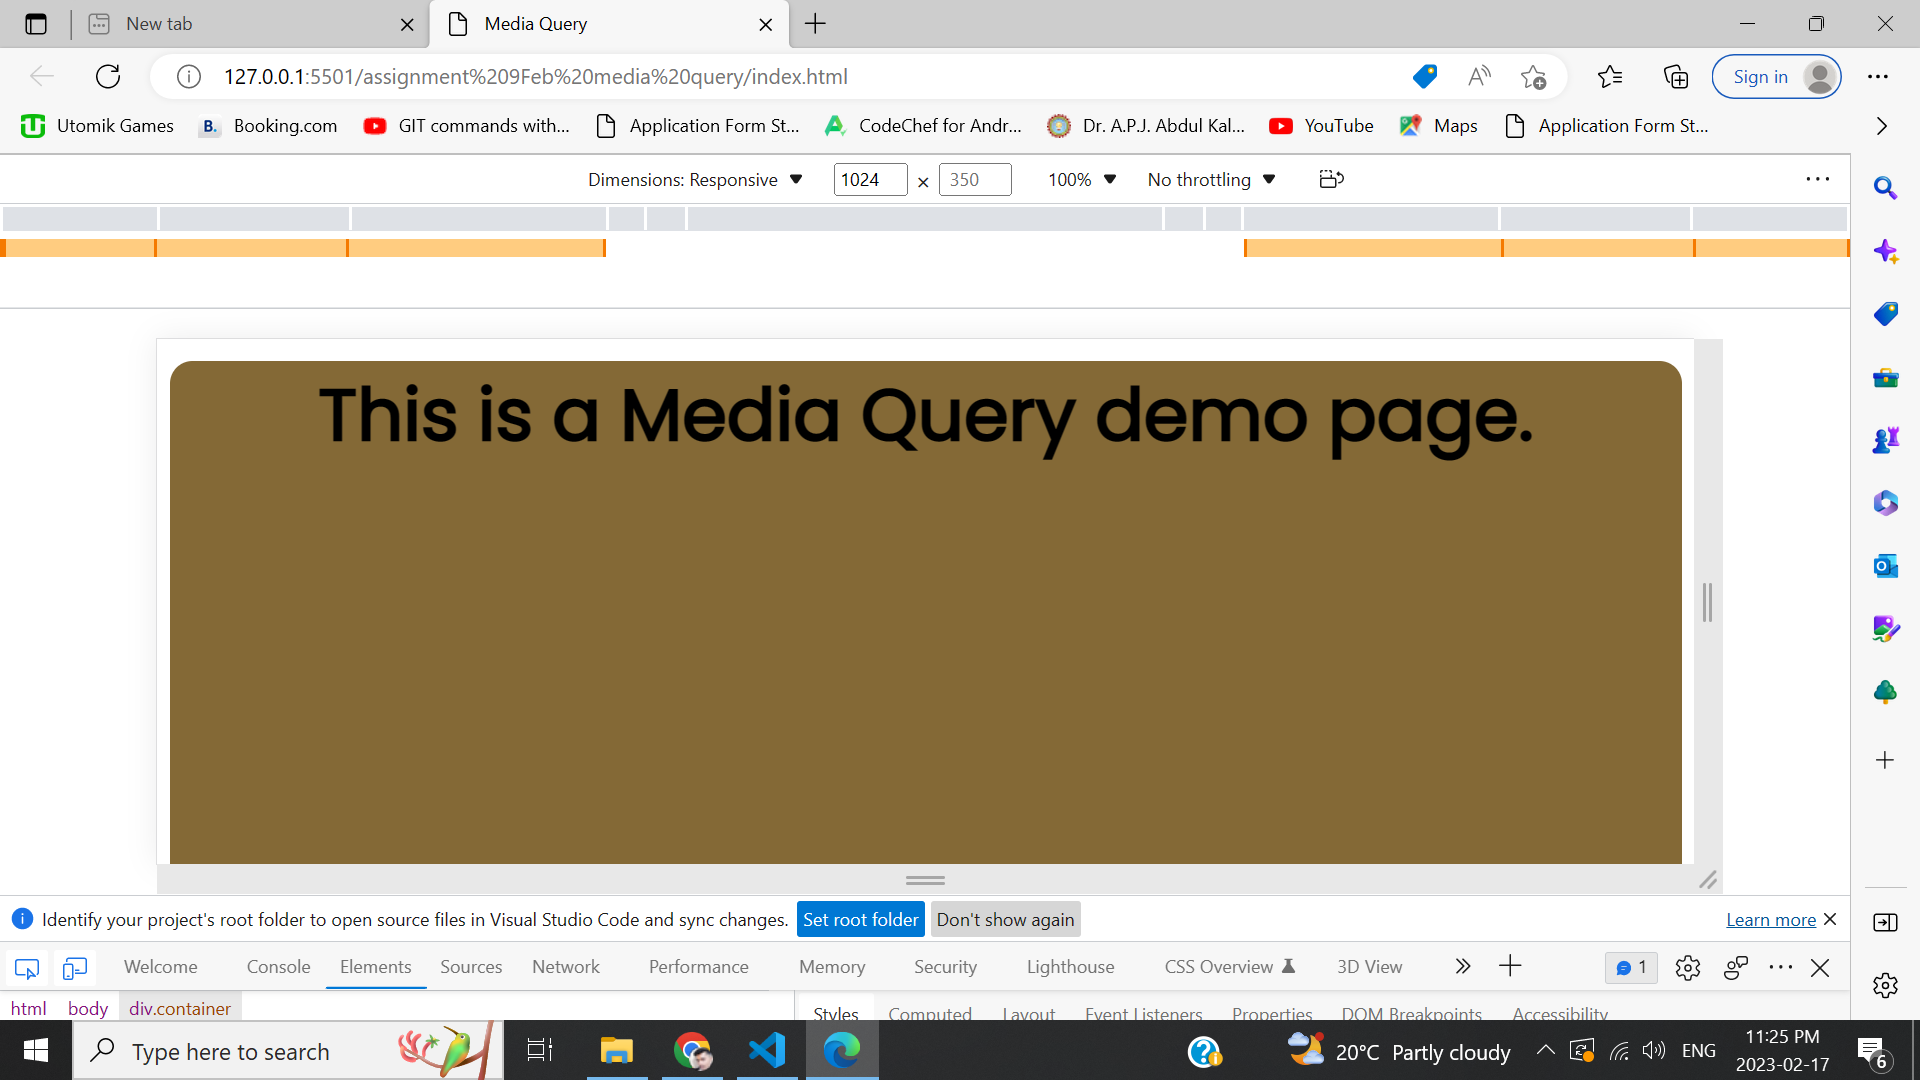 New tab
Media Query
127.0.0.1:5501/assignment%209Feb%20media%20query/index.html
Sign in
Utomik Games
B. Booking.com
GIT commands with...
Application Form St...
CodeChef for Andr...
Dr. A.P.J. Abdul Kal...
YouTube
Maps
Application Form St...
Dimensions: Responsive
1024 × 350
100%
No throttling
This is a Media Query demo page.
Identify your project's root folder to open source files in Visual Studio Code and sync changes.
Set root folder
Don't show again
Learn more
Welcome
Console
Elements
Sources
Network
Performance
Memory
Security
Lighthouse
CSS Overview
3D View
1
html
body
div.container
Styles
Computed
Layout
Event Listeners
Properties
DOM Breakpoints
Accessibility
Type here to search
20°C Partly cloudy
ENG
11:25 PM
2023-02-17
6